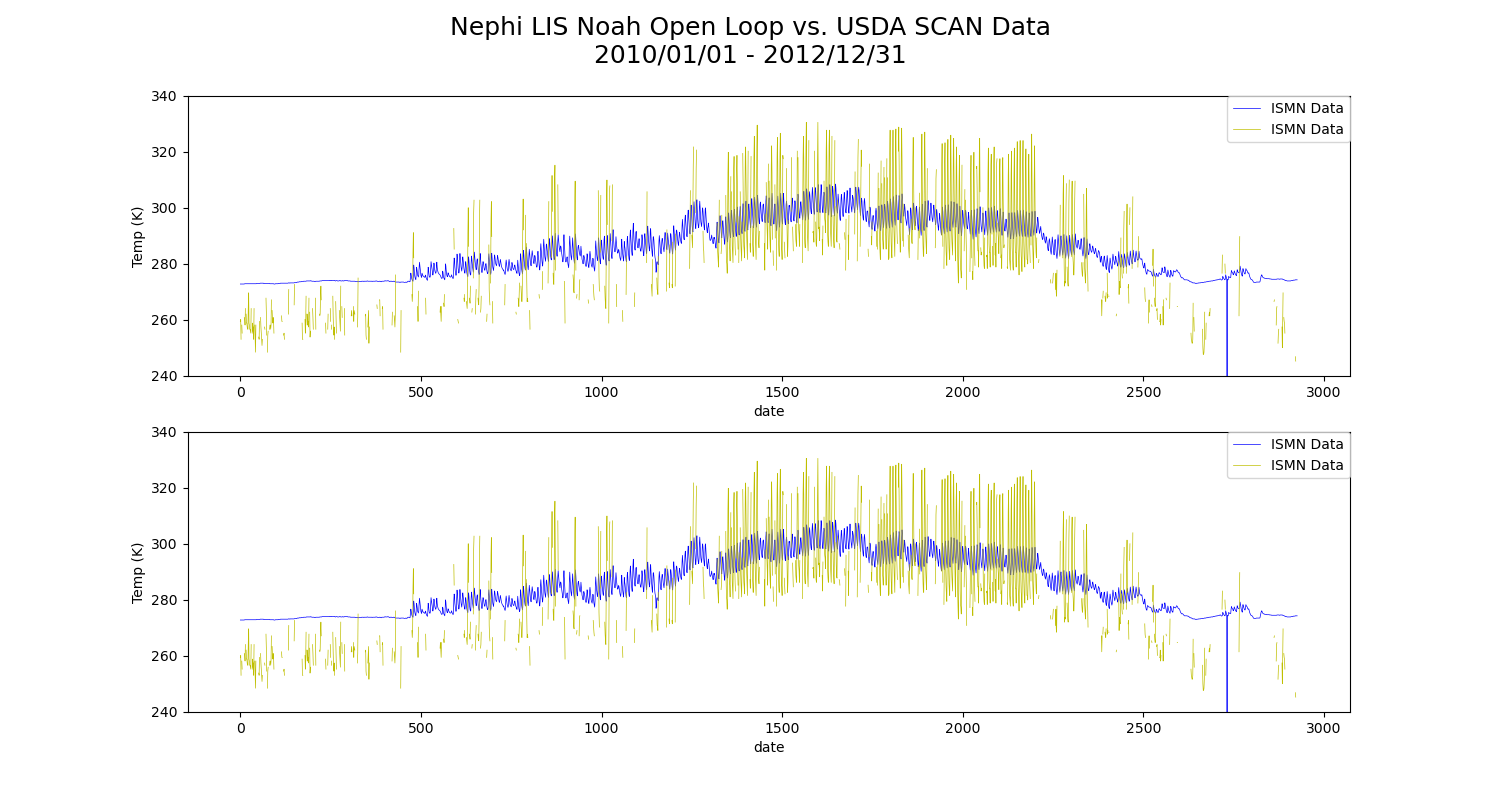 Nephi LIS Noah Open Loop vs. USDA SCAN Data
2010/01/01 - 2012/12/31
340
320
300
280
260
240
Temp (K)
ISMN Data
ISMN Data
0 500 1000 1500 2000 2500 3000
date
340
320
300
280
260
240
Temp (K)
ISMN Data
ISMN Data
0 500 1000 1500 2000 2500 3000
date